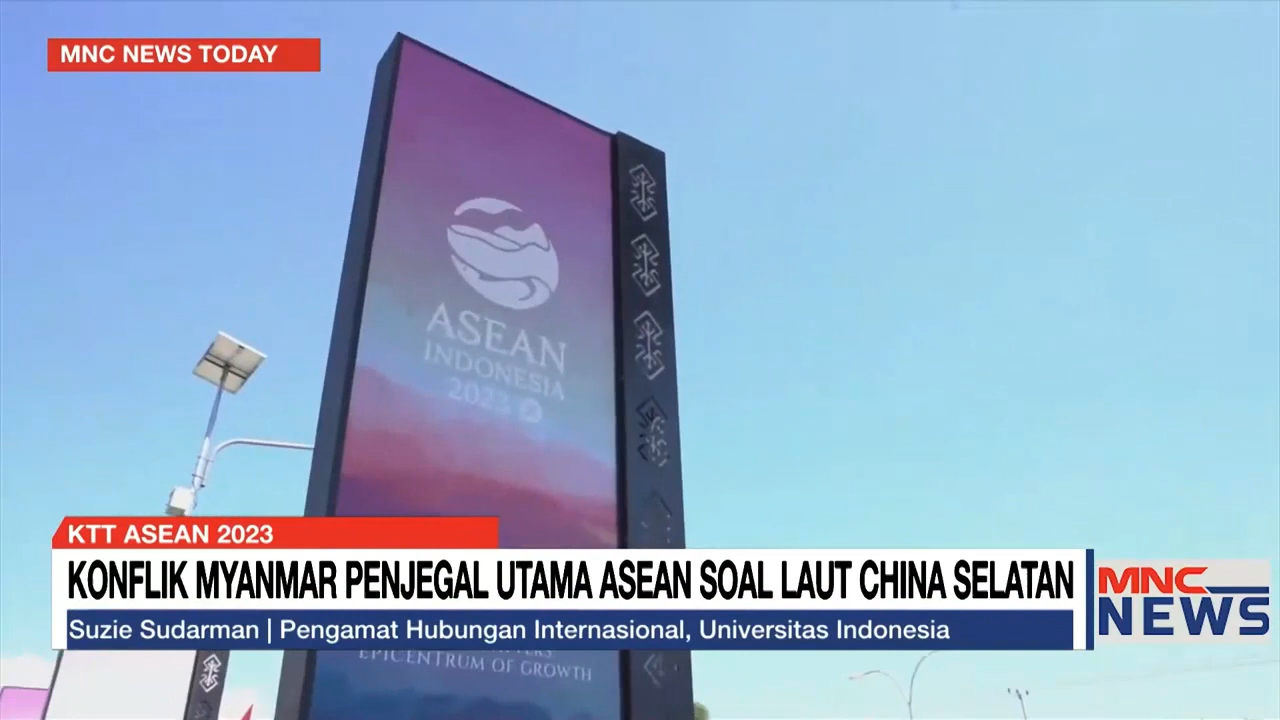 MNC NEWS TODAY
ASEAN
INDONESIA
2023
KTT ASEAN 2023
KONFLIK MYANMAR PENJEGAL UTAMA ASEAN SOAL LAUT CHINA SELATAN
Suzie Sudarman | Pengamat Hubungan Internasional, Universitas Indonesia
MNC
NEWS
EPICENTRUM OF GROWTH